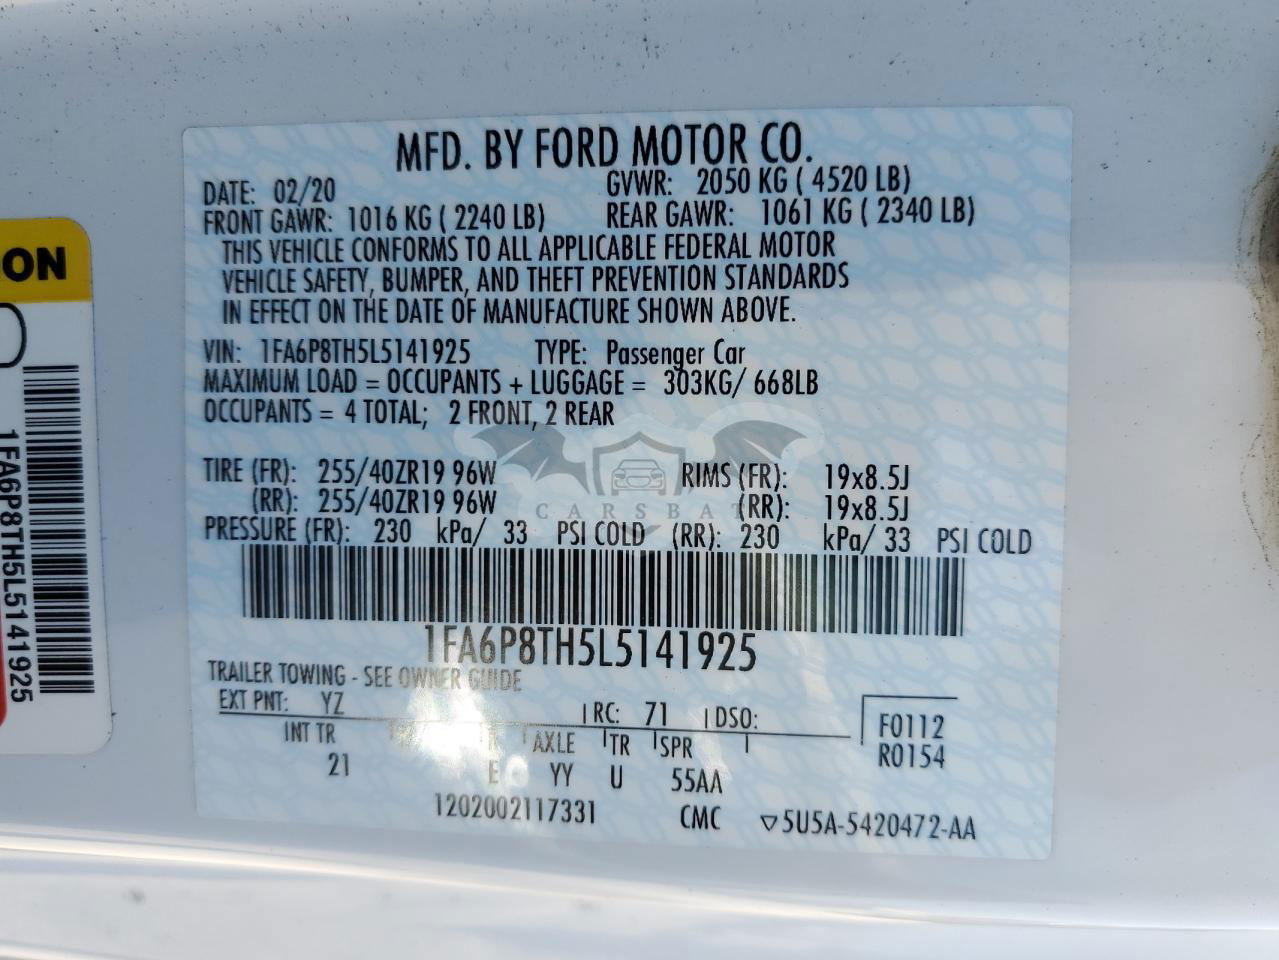 MFD. BY FORD MOTOR CO.
DATE: 02/20 GVWR: 2050 KG ( 4520 LB)
FRONT GAWR: 1016 KG ( 2240 LB) REAR GAWR: 1061 KG ( 2340 LB)
THIS VEHICLE CONFORMS TO ALL APPLICABLE FEDERAL MOTOR
VEHICLE SAFETY, BUMPER, AND THEFT PREVENTION STANDARDS
IN EFFECT ON THE DATE OF MANUFACTURE SHOWN ABOVE.
VIN: 1FA6P8TH5L5141925 TYPE: Passenger Car
MAXIMUM LOAD = OCCUPANTS + LUGGAGE = 303KG/ 668LB
OCCUPANTS = 4 TOTAL; 2 FRONT, 2 REAR
TIRE (FR): 255/40ZR19 96W RIMS (FR): 19x8.5J
(RR): 255/40ZR19 96W (RR): 19x8.5J
CARSBAT
PRESSURE (FR): 230 kPa/ 33 PSI COLD (RR): 230 kPa/ 33 PSI COLD
1FA6P8TH5L5141925
TRAILER TOWING - SEE OWNER GUIDE
EXT PNT: YZ RC: 71 DSO: F0112
INT TR AXLE TR SPR R0154
21 E YY U 55AA
1202002117331 CMC ▽5U5A-5420472-AA
ON
1FA6P8TH5L5141925